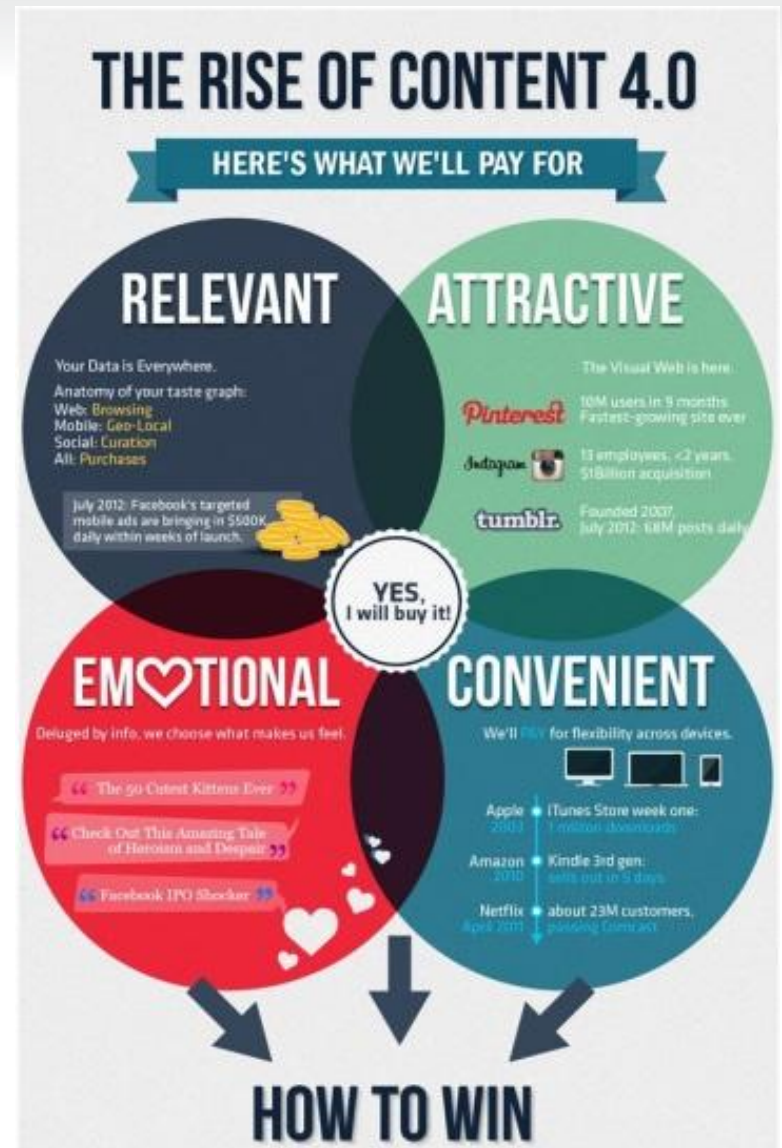 THE RISE OF CONTENT 4.0
HERE'S WHAT WE'LL PAY FOR
RELEVANT
Your Data is Everywhere.
Anatomy of your taste graph:
Web: Browsing
Mobile: Geo-Local
Social: Curation
All: Purchases
July 2012: Facebook's targeted
mobile ads are bringing in $500K
daily within weeks of launch.
ATTRACTIVE
The Visual Web is here.
Pinterest
10M users in 9 months
Fastest-growing site ever
Instagram
13 employees, <2 years,
$1Billion acquisition
tumblr.
Founded 2007,
July 2012: 68M posts daily
YES,
I will buy it!
EMOTIONAL
Deluged by info, we choose what makes us feel.
“ The 50 Cutest Kittens Ever ”
“ Check Out This Amazing Tale
of Heroism and Despair ”
“ Facebook IPO Shocker ”
CONVENIENT
We'll PAY for flexibility across devices.
Apple
2003
iTunes Store week one:
1 million downloads
Amazon
2010
Kindle 3rd gen:
sells out in 5 days
Netflix
April 2011
about 23M customers,
passing Comcast
HOW TO WIN